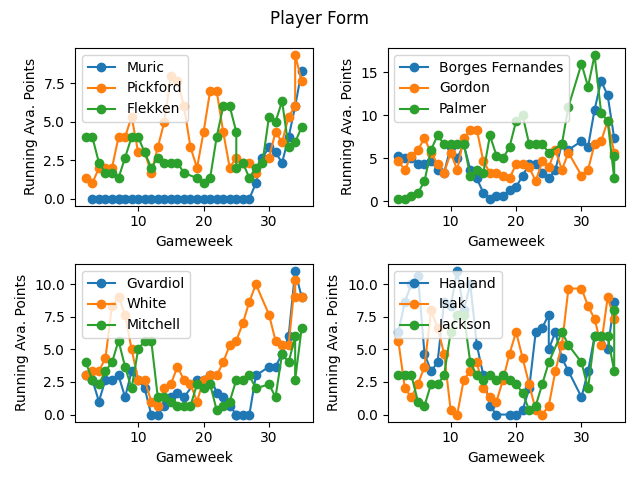 Player Form
Running Ava. Points
7.5
5.0
2.5
0.0
10
20
30
Gameweek
Muric
Pickford
Flekken
Running Ava. Points
15
10
5
0
10
20
30
Gameweek
Borges Fernandes
Gordon
Palmer
Running Ava. Points
10.0
7.5
5.0
2.5
0.0
10
20
30
Gameweek
Gvardiol
White
Mitchell
Running Ava. Points
10.0
7.5
5.0
2.5
0.0
10
20
30
Gameweek
Haaland
Isak
Jackson